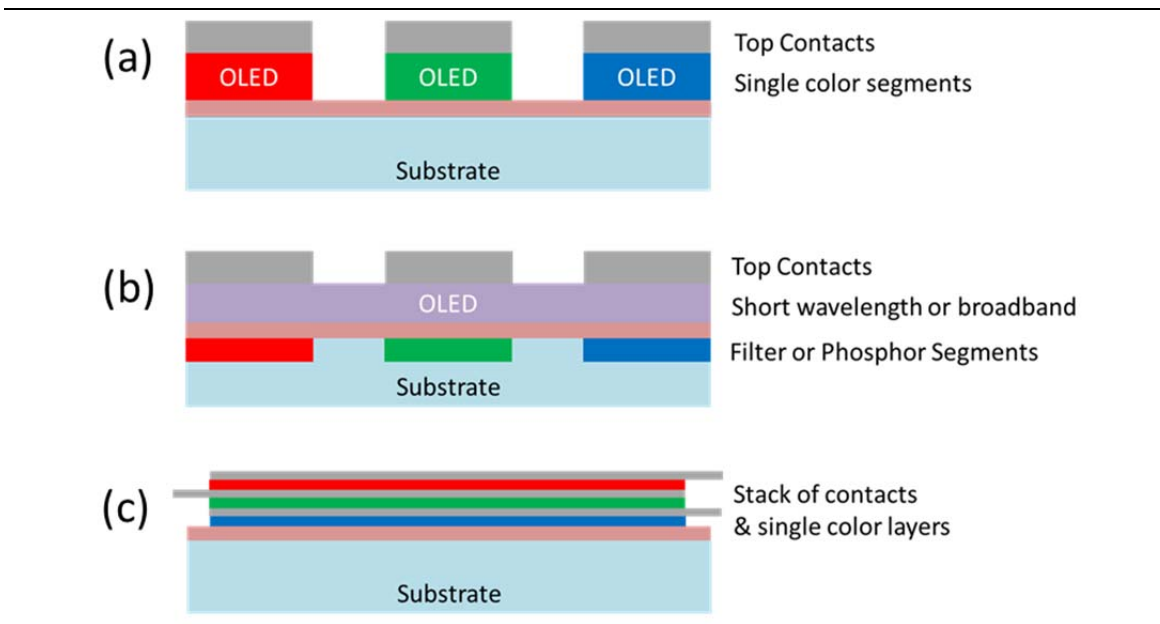 (a)
OLED OLED OLED
Top Contacts
Single color segments
Substrate
(b)
OLED
Top Contacts
Short wavelength or broadband
Filter or Phosphor Segments
Substrate
(c)
Stack of contacts
& single color layers
Substrate